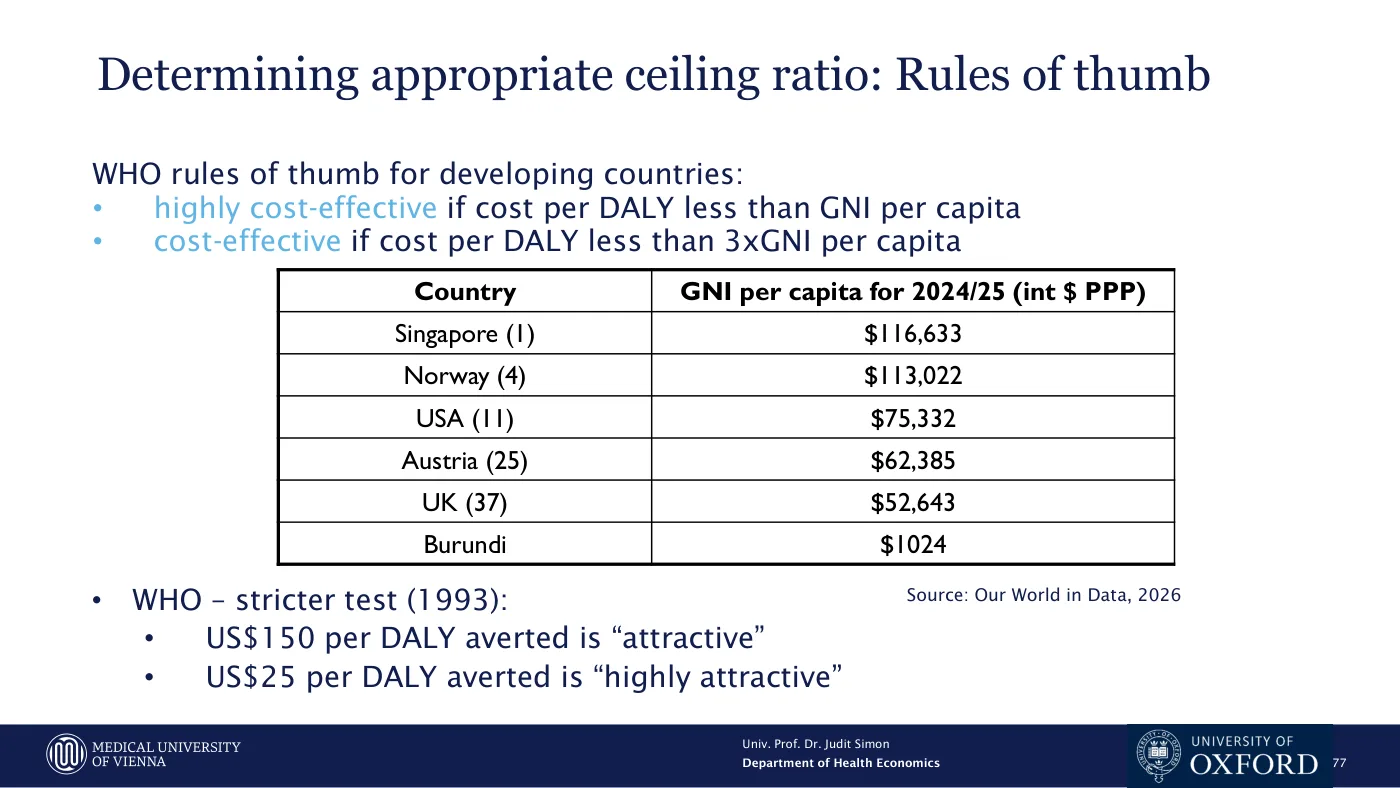 Determining appropriate ceiling ratio: Rules of thumb
WHO rules of thumb for developing countries:
• highly cost-effective if cost per DALY less than GNI per capita
• cost-effective if cost per DALY less than 3xGNI per capita
Country GNI per capita for 2024/25 (int $ PPP)
Singapore (1) $116,633
Norway (4) $113,022
USA (11) $75,332
Austria (25) $62,385
UK (37) $52,643
Burundi $1024
• WHO – stricter test (1993):
Source: Our World in Data, 2026
• US$150 per DALY averted is “attractive”
• US$25 per DALY averted is “highly attractive”
MEDICAL UNIVERSITY
OF VIENNA
Univ. Prof. Dr. Judit Simon
Department of Health Economics
UNIVERSITY OF
OXFORD
77